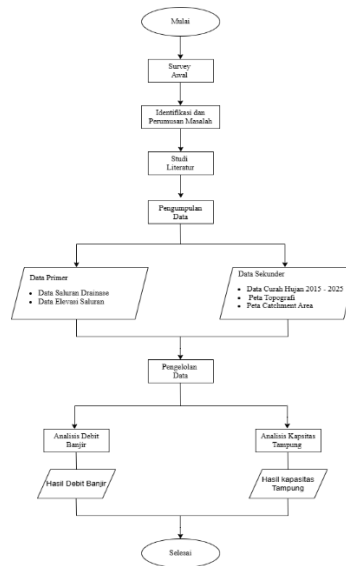 Mulai
Survey
Awal
Identifikasi dan
Perumusan Masalah
Studi
Literatur
Pengumpulan
Data
Data Primer
• Data Saluran Drainase
• Data Elevasi Saluran
Data Sekunder
• Data Curah Hujan 2015 - 2025
• Peta Topografi
• Peta Catchment Area
Pengelolan
Data
Analisis Debit
Banjir
Analisis Kapsitas
Tampung
Hasil Debit Banjir
Hasil kapasitas
Tampung
Selesai